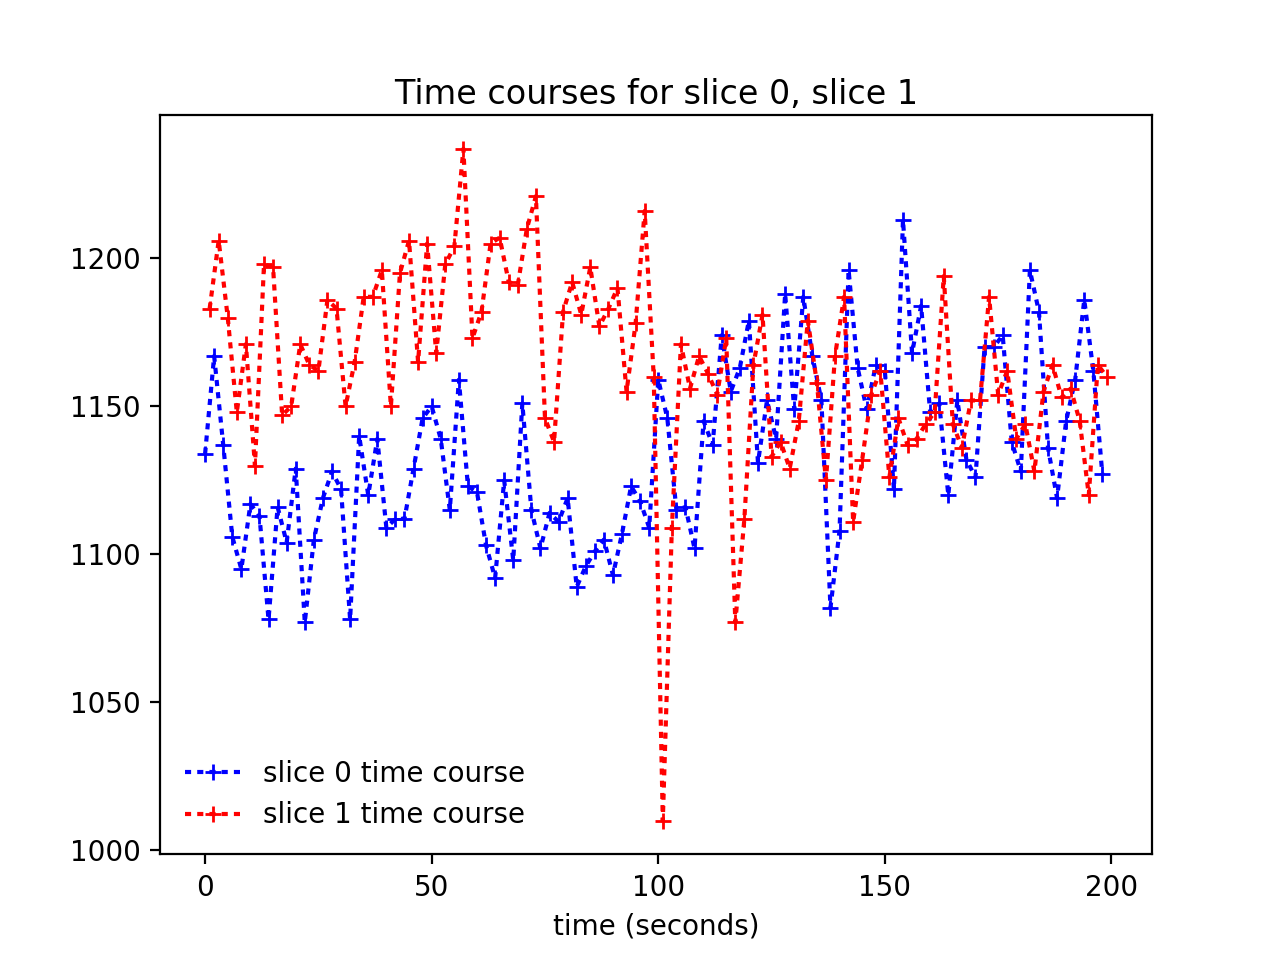 Time courses for slice 0, slice 1
1200
1150
1100
1050
1000
slice 0 time course
slice 1 time course
0 50 100 150 200
time (seconds)